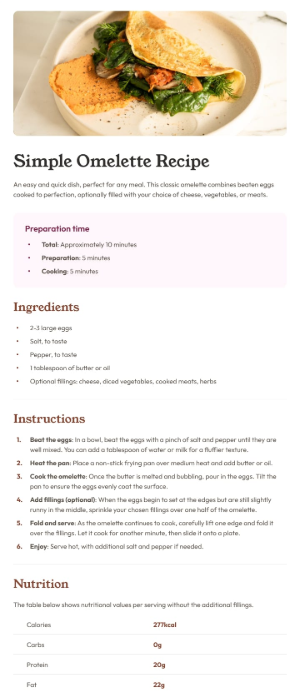 Simple Omelette Recipe
An easy and quick dish, perfect for any meal. This classic omelette combines beaten eggs
cooked to perfection, optionally filled with your choice of cheese, vegetables, or meats.
Preparation time
• Total: Approximately 10 minutes
• Preparation: 5 minutes
• Cooking: 5 minutes
Ingredients
• 2-3 large eggs
• Salt, to taste
• Pepper, to taste
• 1 tablespoon of butter or oil
• Optional fillings: cheese, diced vegetables, cooked meats, herbs
Instructions
1. Beat the eggs: In a bowl, beat the eggs with a pinch of salt and pepper until they are
well mixed. You can add a tablespoon of water or milk for a fluffier texture.
2. Heat the pan: Place a non-stick frying pan over medium heat and add butter or oil.
3. Cook the omelette: Once the butter is melted and bubbling, pour in the eggs. Tilt the
pan to ensure the eggs evenly coat the surface.
4. Add fillings (optional): When the eggs begin to set at the edges but are still slightly
runny in the middle, sprinkle your chosen fillings over one half of the omelette.
5. Fold and serve: As the omelette continues to cook, carefully lift one edge and fold it
over the fillings. Let it cook for another minute, then slide it onto a plate.
6. Enjoy: Serve hot, with additional salt and pepper if needed.
Nutrition
The table below shows nutritional values per serving without the additional fillings.
Calories 277kcal
Carbs 0g
Protein 20g
Fat 22g